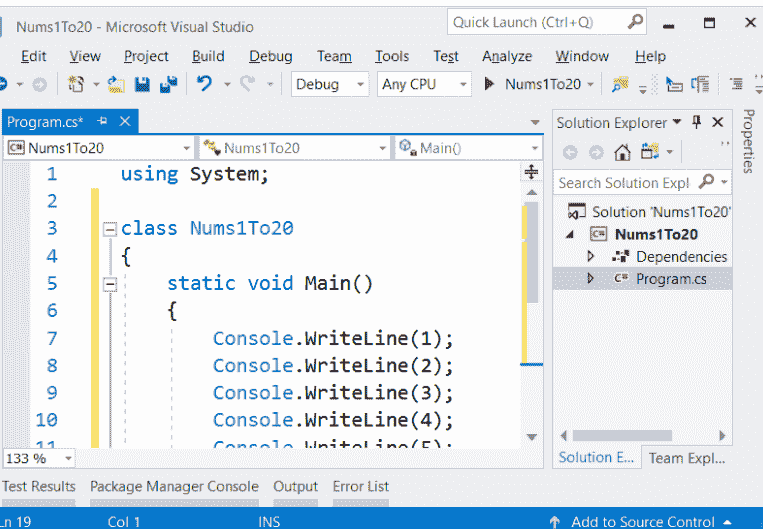 Nums1To20 - Microsoft Visual Studio
Quick Launch (Ctrl+Q)
Edit View Project Build Debug Team Tools Test Analyze Window Help
Debug Any CPU Nums1To20
Program.cs*
Nums1To20 Nums1To20 Main()
1 using System;
2
3 class Nums1To20
4 {
5 static void Main()
6 {
7 Console.WriteLine(1);
8 Console.WriteLine(2);
9 Console.WriteLine(3);
10 Console.WriteLine(4);
11 Console.WriteLine(5);
133 %
Solution Explorer
Search Solution Expl
Solution 'Nums1To20'
Nums1To20
Dependencies
C# Program.cs
Solution E... Team Expl...
Properties
Test Results Package Manager Console Output Error List
Ln 19 Col 1 INS Add to Source Control